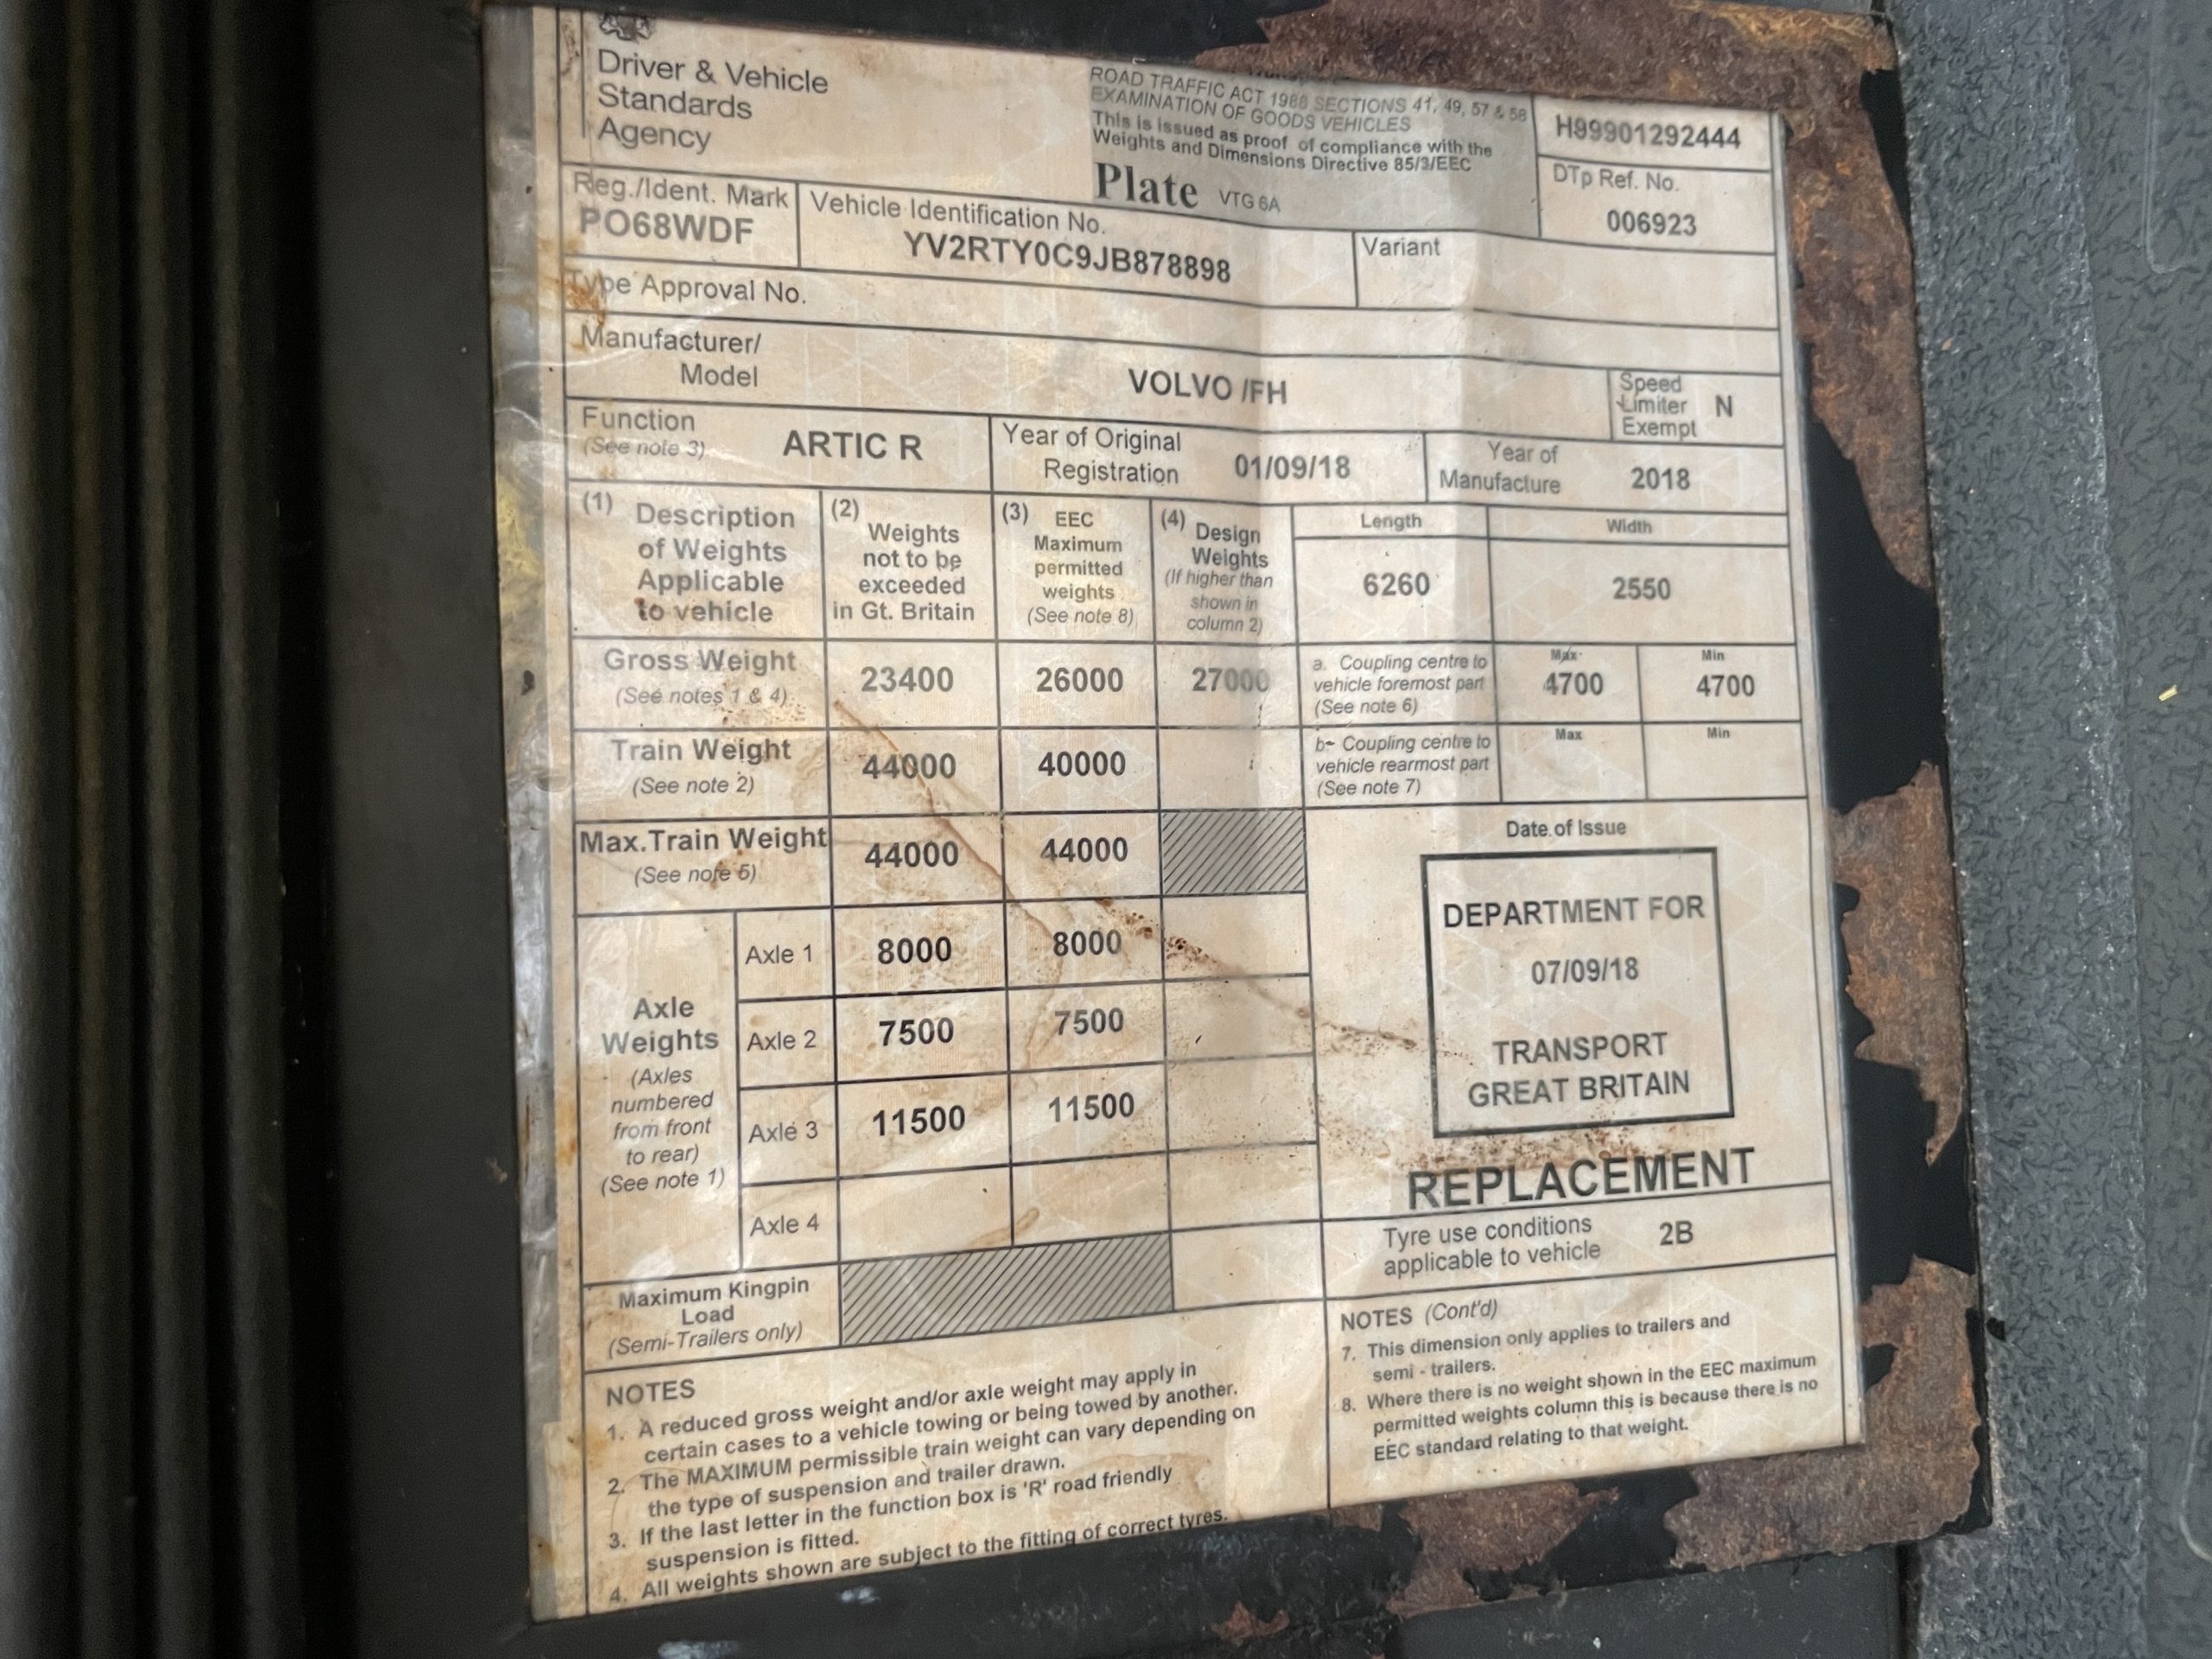 Driver & Vehicle
Standards
Agency
ROAD TRAFFIC ACT 1988 SECTIONS 41, 49, 57 & 58
EXAMINATION OF GOODS VEHICLES
This is issued as proof of compliance with the
Weights and Dimensions Directive 85/3/EEC
Plate VTG 6A
H99901292444
DTp Ref. No.
006923
Reg./Ident. Mark
PO68WDF
Vehicle Identification No.
YV2RTY0C9JB878898
Variant
Type Approval No.
Manufacturer/
Model
VOLVO /FH
Speed
Limiter
Exempt
N
Function
(See note 3)
ARTIC R
Year of Original
Registration
01/09/18
Year of
Manufacture
2018
(1) Description
of Weights
Applicable
to vehicle
(2)
Weights
not to be
exceeded
in Gt. Britain
(3) EEC
Maximum
permitted
weights
(See note 8)
(4) Design
Weights
(If higher than
shown in
column 2)
Length
6260
Width
2550
Gross Weight
(See notes 1 & 4)
23400
26000
27000
a. Coupling centre to
vehicle foremost part
(See note 6)
Max
4700
Min
4700
Train Weight
(See note 2)
44000
40000
b Coupling centre to
vehicle rearmost part
(See note 7)
Max
Min
Max.Train Weight
(See note 5)
44000
44000
Axle
Weights
(Axles
numbered
from front
to rear)
(See note 1)
Axle 1
8000
8000
Axle 2
7500
7500
Axle 3
11500
11500
Axle 4
Maximum Kingpin
Load
(Semi-Trailers only)
Date of Issue
DEPARTMENT FOR
07/09/18
TRANSPORT
GREAT BRITAIN
REPLACEMENT
Tyre use conditions
applicable to vehicle
2B
NOTES
1. A reduced gross weight and/or axle weight may apply in
certain cases to a vehicle towing or being towed by another.
2. The MAXIMUM permissible train weight can vary depending on
the type of suspension and trailer drawn.
3. If the last letter in the function box is 'R' road friendly
suspension is fitted.
4. All weights shown are subject to the fitting of correct tyres.
NOTES (Cont'd)
7. This dimension only applies to trailers and
semi - trailers.
8. Where there is no weight shown in the EEC maximum
permitted weights column this is because there is no
EEC standard relating to that weight.